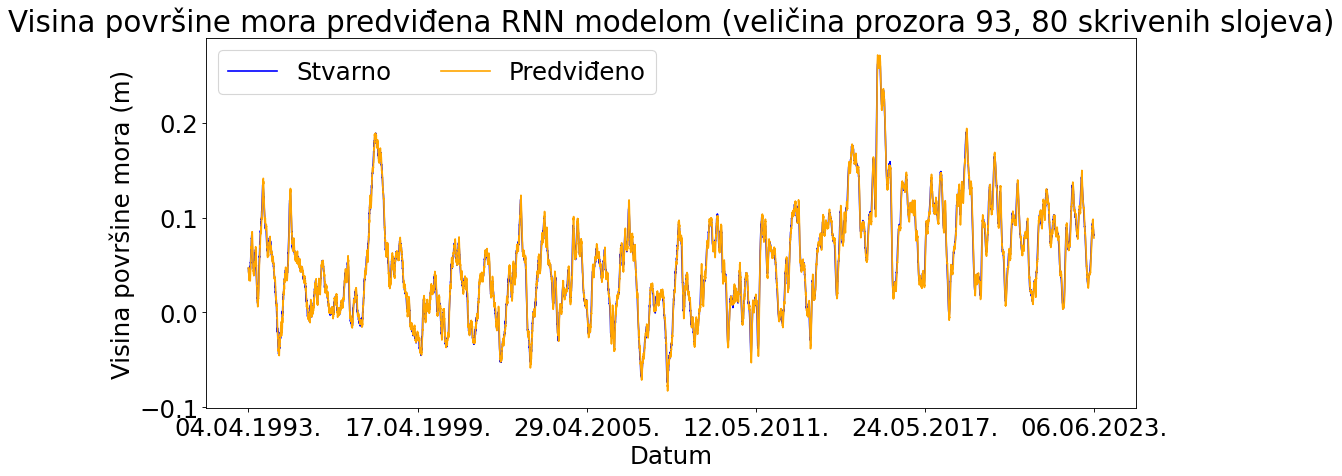 Visina površine mora predviđena RNN modelom (veličina prozora 93, 80 skrivenih slojeva)
Stvarno
Predviđeno
Visina površine mora (m)
0.2
0.1
0.0
−0.1
04.04.1993.
17.04.1999.
29.04.2005.
12.05.2011.
24.05.2017.
06.06.2023.
Datum